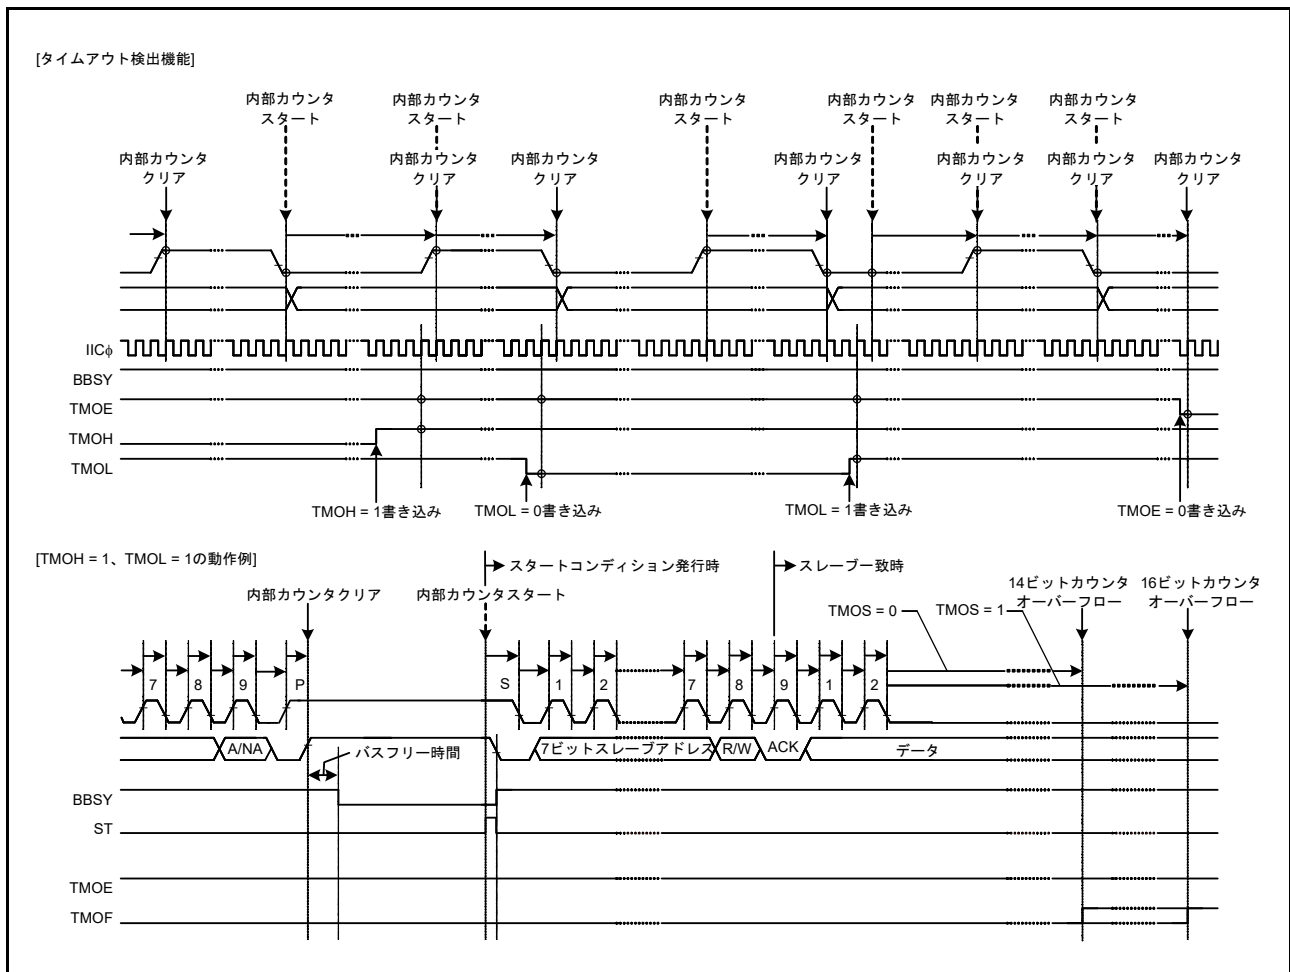 [タイムアウト検出機能]
内部カウンタ
スタート
内部カウンタ
スタート
内部カウンタ
スタート
内部カウンタ
スタート
内部カウンタ
スタート
内部カウンタ
スタート
内部カウンタ
クリア
内部カウンタ
クリア
内部カウンタ
クリア
内部カウンタ
クリア
内部カウンタ
クリア
内部カウンタ
クリア
内部カウンタ
クリア
IICφ
BBSY
TMOE
TMOH
TMOL
TMOH = 1書き込み
TMOL = 0書き込み
TMOL = 1書き込み
TMOE = 0書き込み
[TMOH = 1、TMOL = 1の動作例]
スタートコンディション発行時
スレーブ一致時
内部カウンタクリア
内部カウンタスタート
14ビットカウンタ
オーバーフロー
16ビットカウンタ
オーバーフロー
TMOS = 0
TMOS = 1
7 8 9 P S 1 2 7 8 9 1 2
A/NA
バスフリー時間
7ビットスレーブアドレス
R/W
ACK
データ
BBSY
ST
TMOE
TMOF